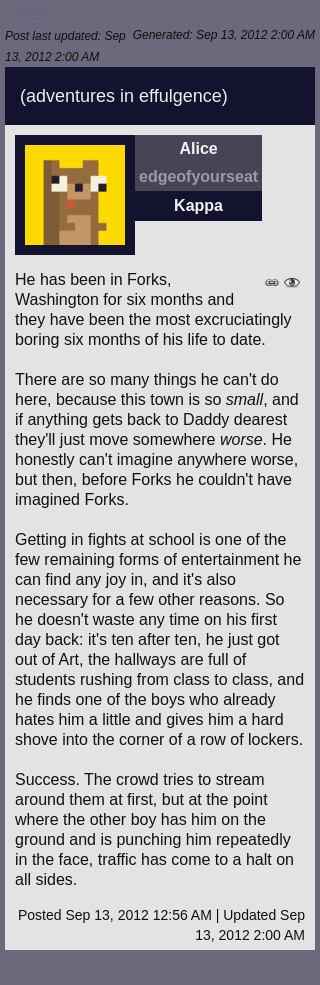 « Back
Post last updated: Sep 13, 2012 2:00 AM
Generated: Sep 13, 2012 2:00 AM
(adventures in effulgence)
Alice
edgeofyourseat
Kappa
He has been in Forks,
Washington for six months and
they have been the most excruciatingly
boring six months of his life to date.
There are so many things he can't do
here, because this town is so small, and
if anything gets back to Daddy dearest
they'll just move somewhere worse. He
honestly can't imagine anywhere worse,
but then, before Forks he couldn't have
imagined Forks.
Getting in fights at school is one of the
few remaining forms of entertainment he
can find any joy in, and it's also
necessary for a few other reasons. So
he doesn't waste any time on his first
day back: it's ten after ten, he just got
out of Art, the hallways are full of
students rushing from class to class, and
he finds one of the boys who already
hates him a little and gives him a hard
shove into the corner of a row of lockers.
Success. The crowd tries to stream
around them at first, but at the point
where the other boy has him on the
ground and is punching him repeatedly
in the face, traffic has come to a halt on
all sides.
Posted Sep 13, 2012 12:56 AM | Updated Sep
13, 2012 2:00 AM